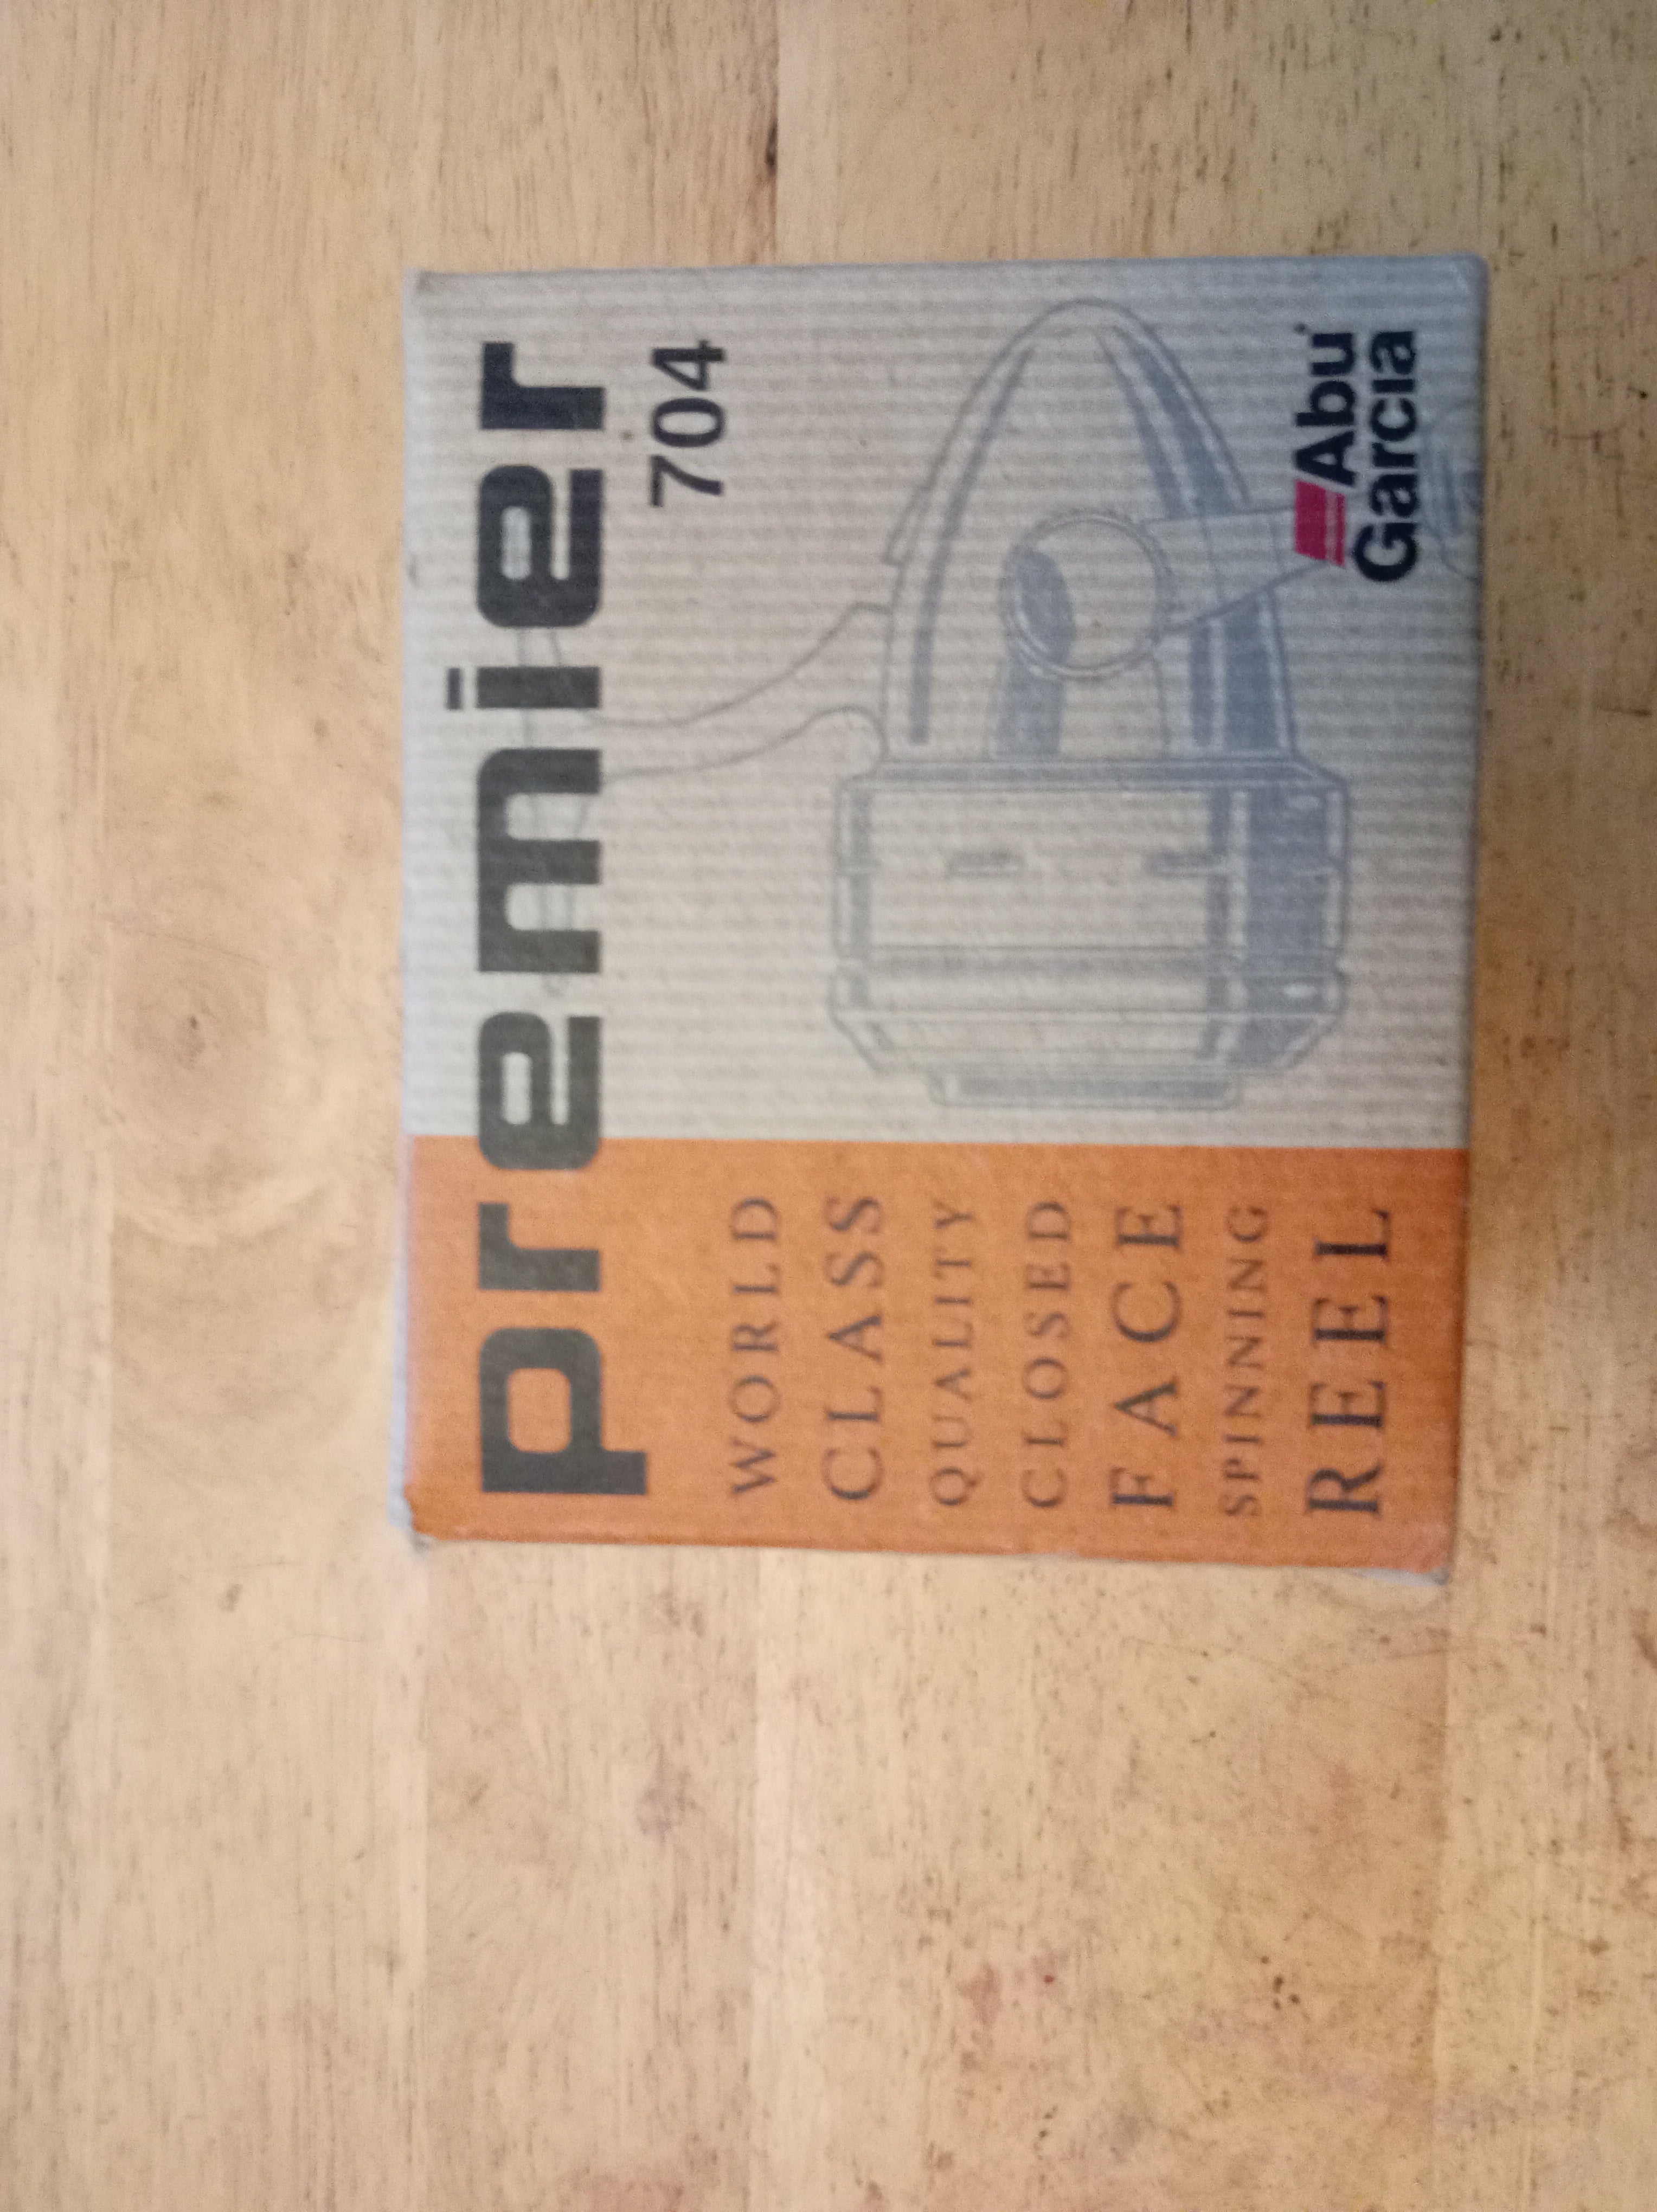 premier
704
WORLD
CLASS
QUALITY
CLOSED
FACE
SPINNING
REEL
Abu
Garcia